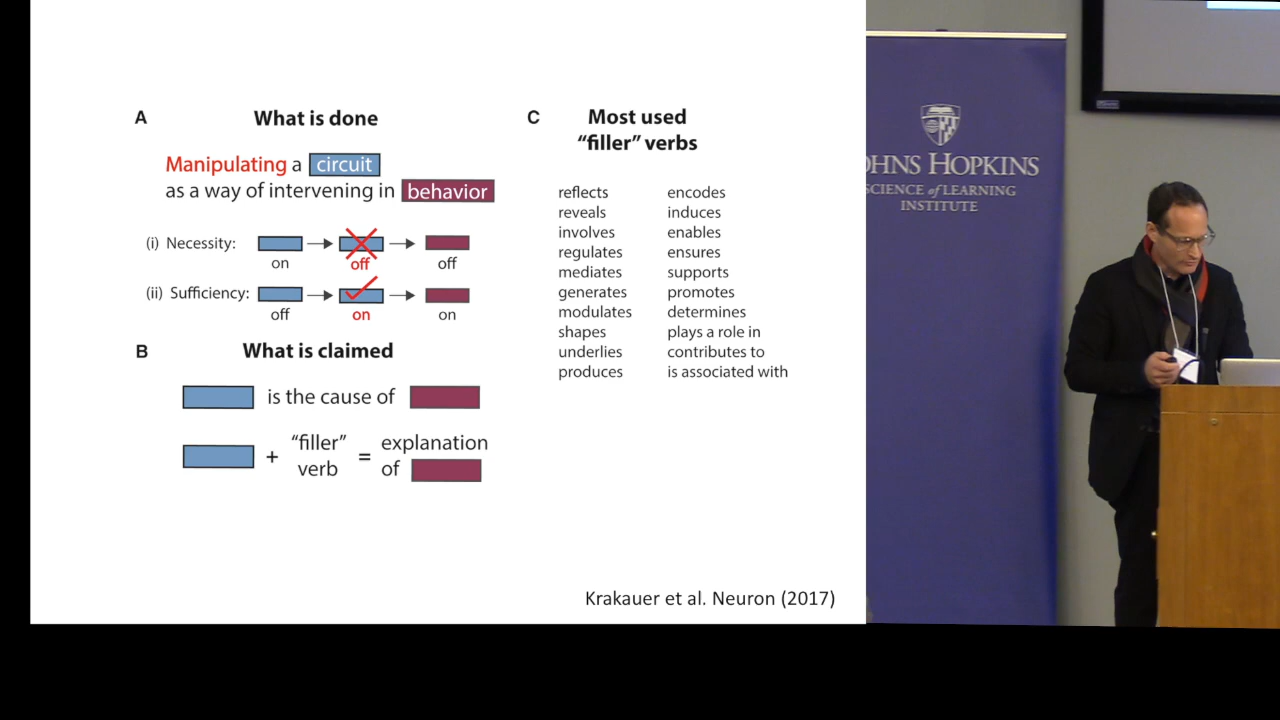 A
What is done
Manipulating a circuit
as a way of intervening in behavior
(i) Necessity:
on
off
off
(ii) Sufficiency:
off
on
on
B
What is claimed
is the cause of
+ "filler" verb = explanation of
C
Most used
"filler" verbs
reflects
reveals
involves
regulates
mediates
generates
modulates
shapes
underlies
produces
encodes
induces
enables
ensures
supports
promotes
determines
plays a role in
contributes to
is associated with
Krakauer et al. Neuron (2017)
OHNS HOPKINS
SCIENCE of LEARNING
INSTITUTE